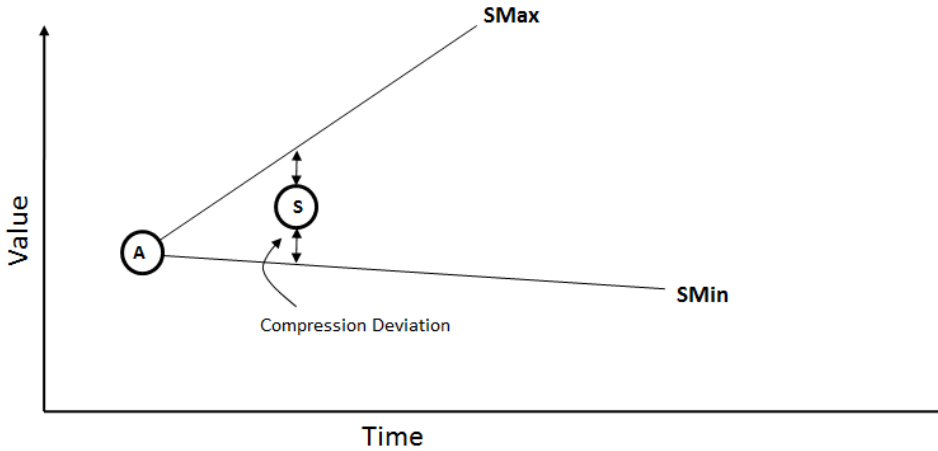 SMax
S
Value
A
SMin
Compression Deviation
Time